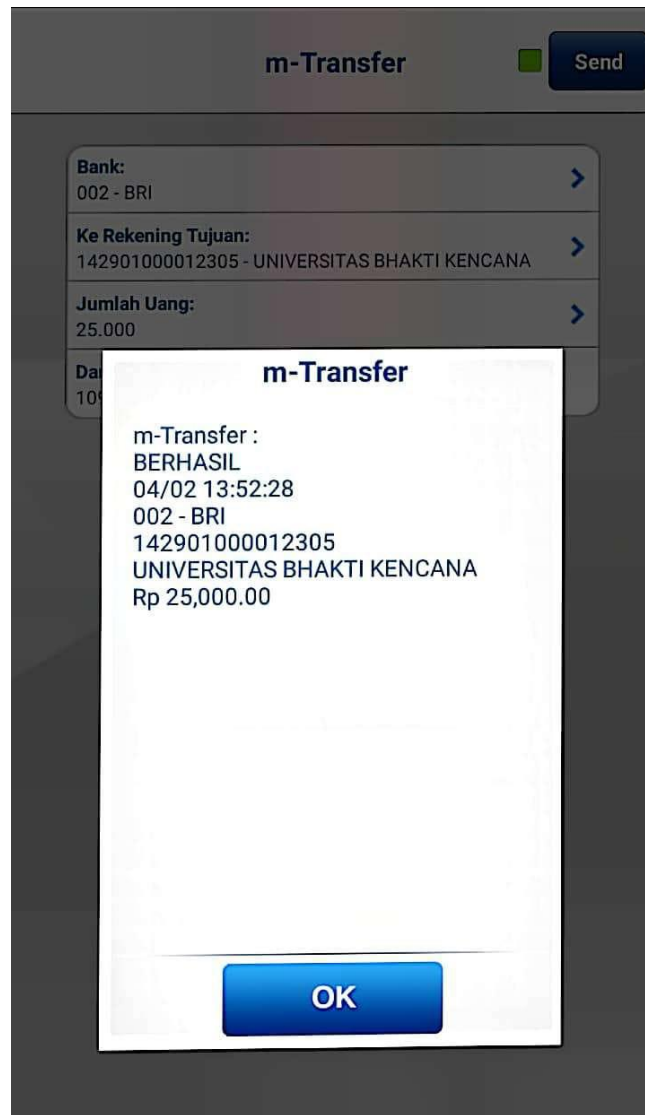 m-Transfer
Send
Bank:
002 - BRI
Ke Rekening Tujuan:
142901000012305 - UNIVERSITAS BHAKTI KENCANA
Jumlah Uang:
25.000
m-Transfer
m-Transfer :
BERHASIL
04/02 13:52:28
002 - BRI
142901000012305
UNIVERSITAS BHAKTI KENCANA
Rp 25,000.00
OK